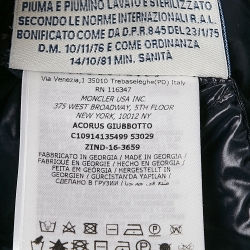 PIUMA E PIUMINO LAVATO E STERILIZZATO
SECONDO LE NORME INTERNAZIONALI R.A.L.
BONIFICATO COME DA D.P.R.845 DEL 23/1/75
D.M. 10/11/76 E COME ORDINANZA
14/10/81 MIN. SANITÀ
Via Venezia,1 35010 Trebaseleghe(PD) Italy
RN 116347
MONCLER USA INC
375 WEST BROADWAY, 5TH FLOOR
NEW YORK, 10012 NY
ACORUS GIUBBOTTO
C10914135499 53029
ZIND-16-3659
FABBRICATO IN GEORGIA / MADE IN GEORGIA /
FABRIQUE EN GEORGIE / HECHO EN GEORGIA /
FEITA EM GEÓRGIA / HERGESTELLT IN
GEORGIEN / GÜRCISTAN'DA YAPILAN /
СДЕЛАНО В ГРУЗИИ /